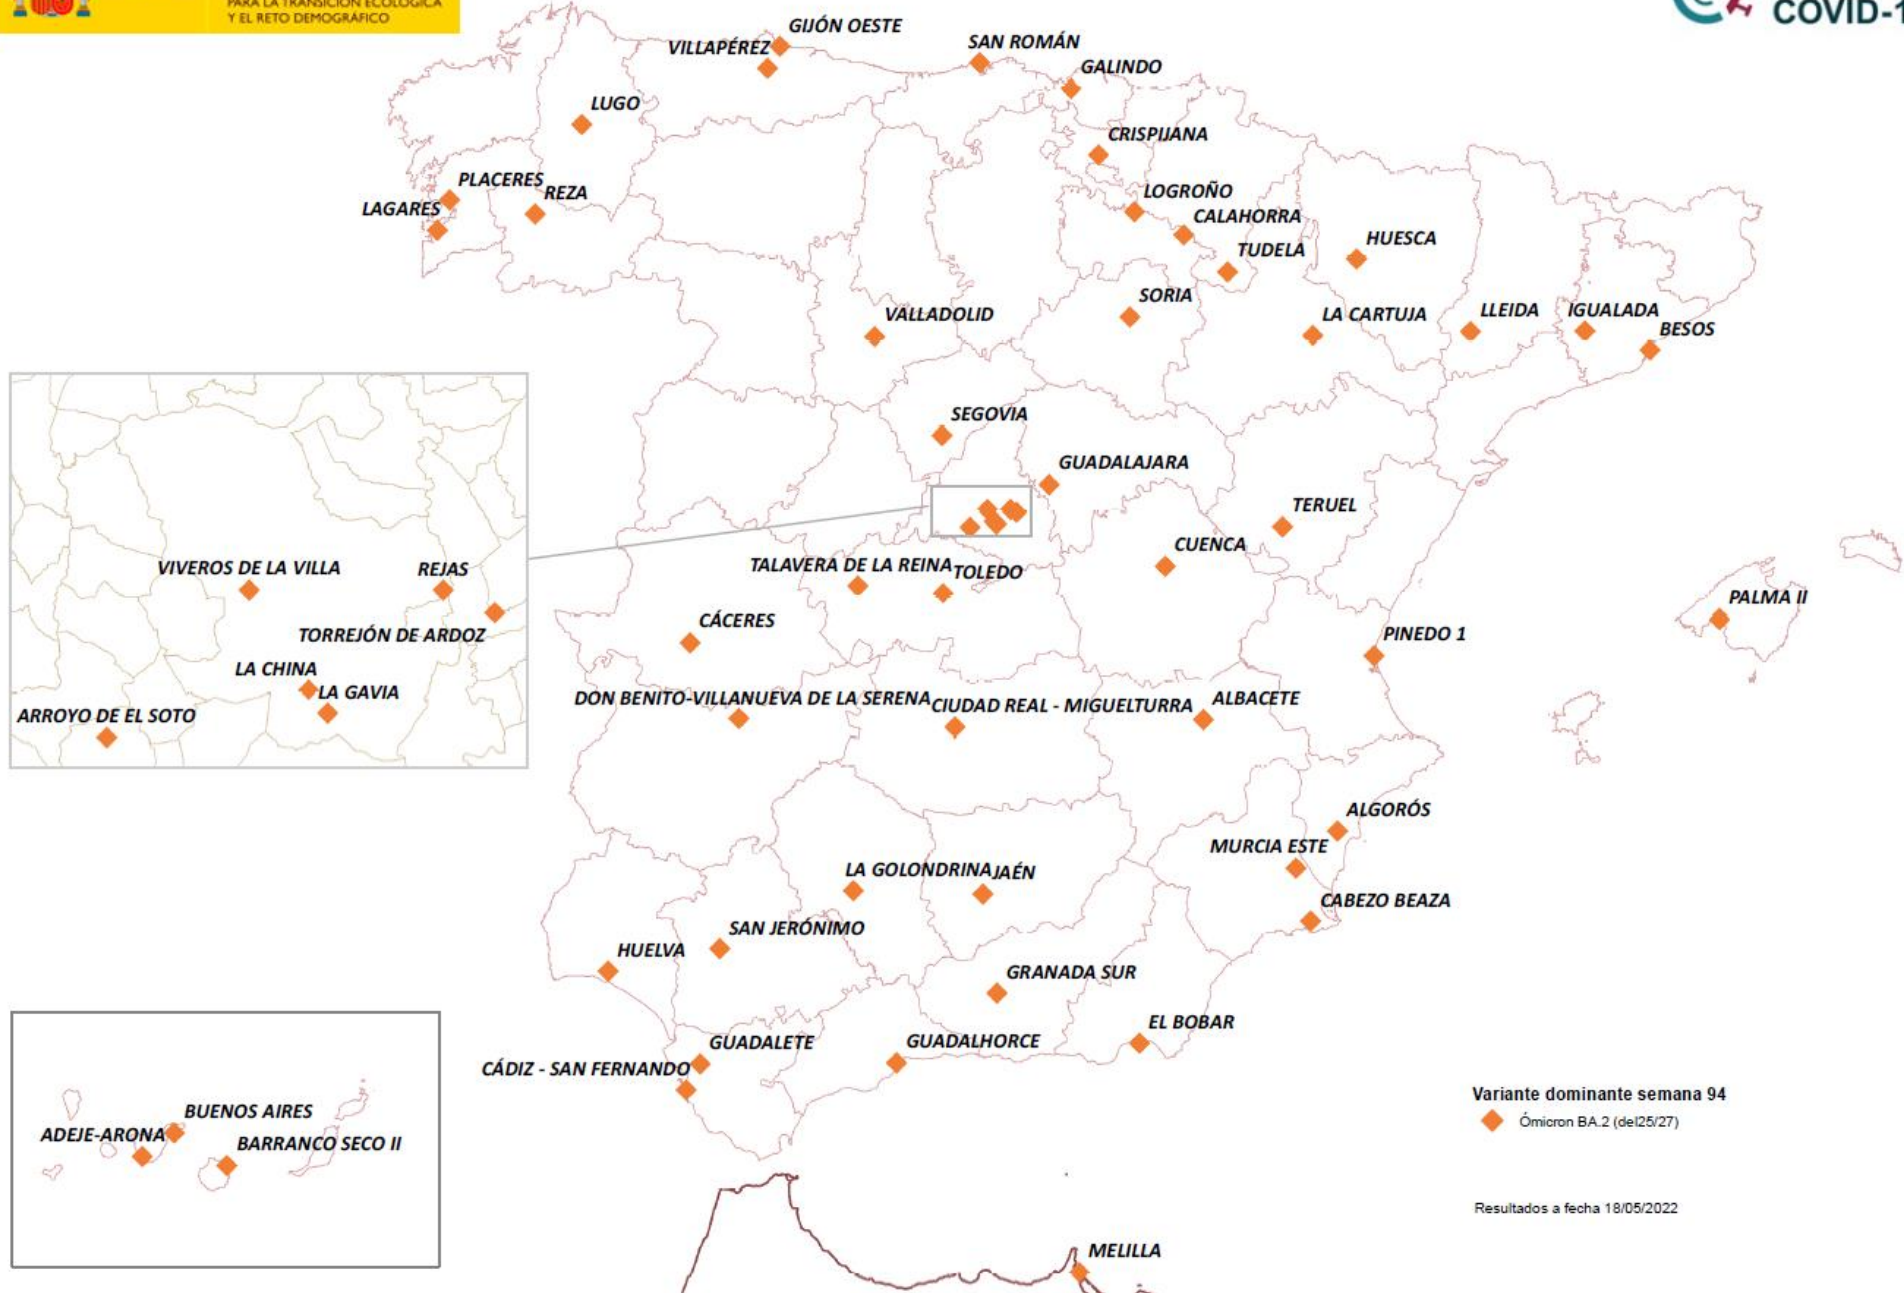 PARA LA TRANSICIÓN ECOLÓGICA
Y EL RETO DEMOGRÁFICO
COVID-1
GIJÓN OESTE
VILLAPÉREZ
SAN ROMÁN
GALINDO
LUGO
CRISPIJANA
PLACERES
REZA
LAGARES
LOGROÑO
CALAHORRA
TUDELA
HUESCA
SORIA
VALLADOLID
LA CARTUJA
LLEIDA
IGUALADA
BESOS
SEGOVIA
GUADALAJARA
TERUEL
CUENCA
TALAVERA DE LA REINA
TOLEDO
CÁCERES
PALMA II
PINEDO 1
VIVEROS DE LA VILLA
REJAS
TORREJÓN DE ARDOZ
LA CHINA
LA GAVIA
ARROYO DE EL SOTO
DON BENITO-VILLANUEVA DE LA SERENA
CIUDAD REAL - MIGUELTURRA
ALBACETE
ALGORÓS
MURCIA ESTE
LA GOLONDRINA
JAÉN
CABEZO BEAZA
SAN JERÓNIMO
HUELVA
GRANADA SUR
EL BOBAR
GUADALETE
GUADALHORCE
CÁDIZ - SAN FERNANDO
BUENOS AIRES
ADEJE-ARONA
BARRANCO SECO II
Variante dominante semana 94
Ómicron BA.2 (del25/27)
Resultados a fecha 18/05/2022
MELILLA